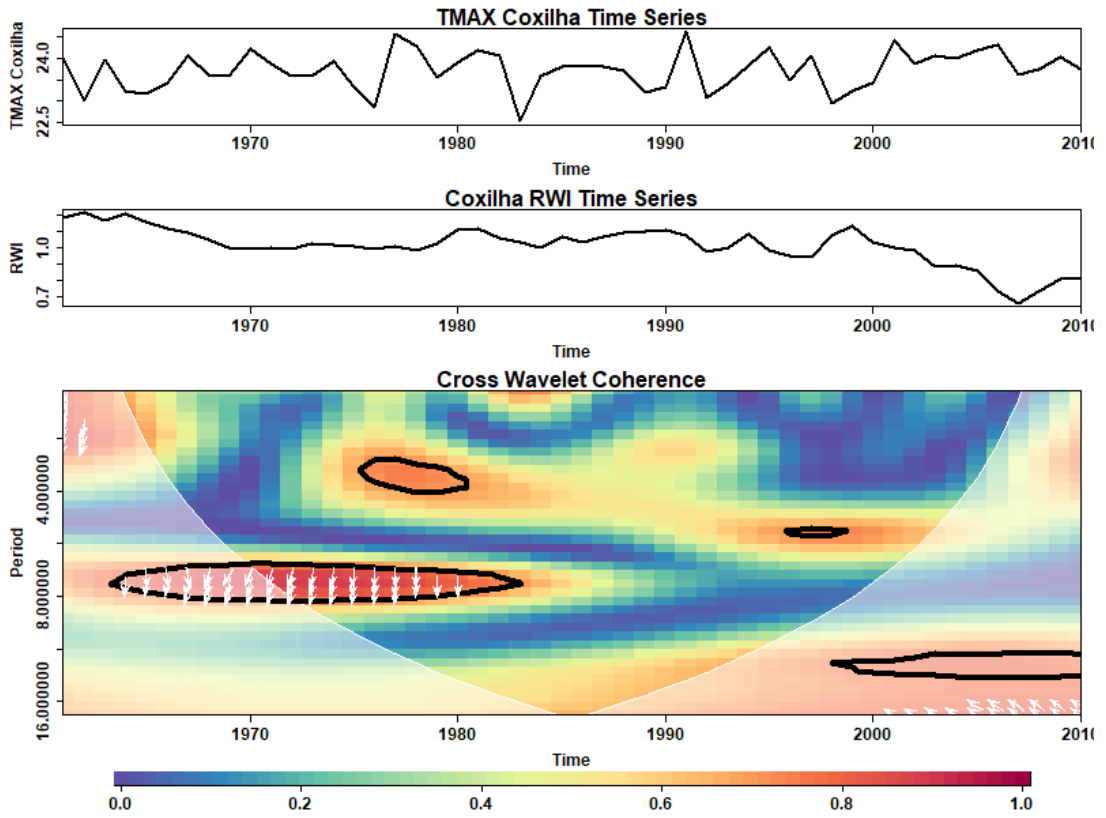 TMAX Coxilha Time Series
TMAX Coxilha
24.0
22.5
1970 1980 1990 2000 2010
Time
Coxilha RWI Time Series
RWI
1.0
0.7
1970 1980 1990 2000 2010
Time
Cross Wavelet Coherence
Period
4.000000
8.000000
16.000000
1970 1980 1990 2000 2010
Time
0.0 0.2 0.4 0.6 0.8 1.0